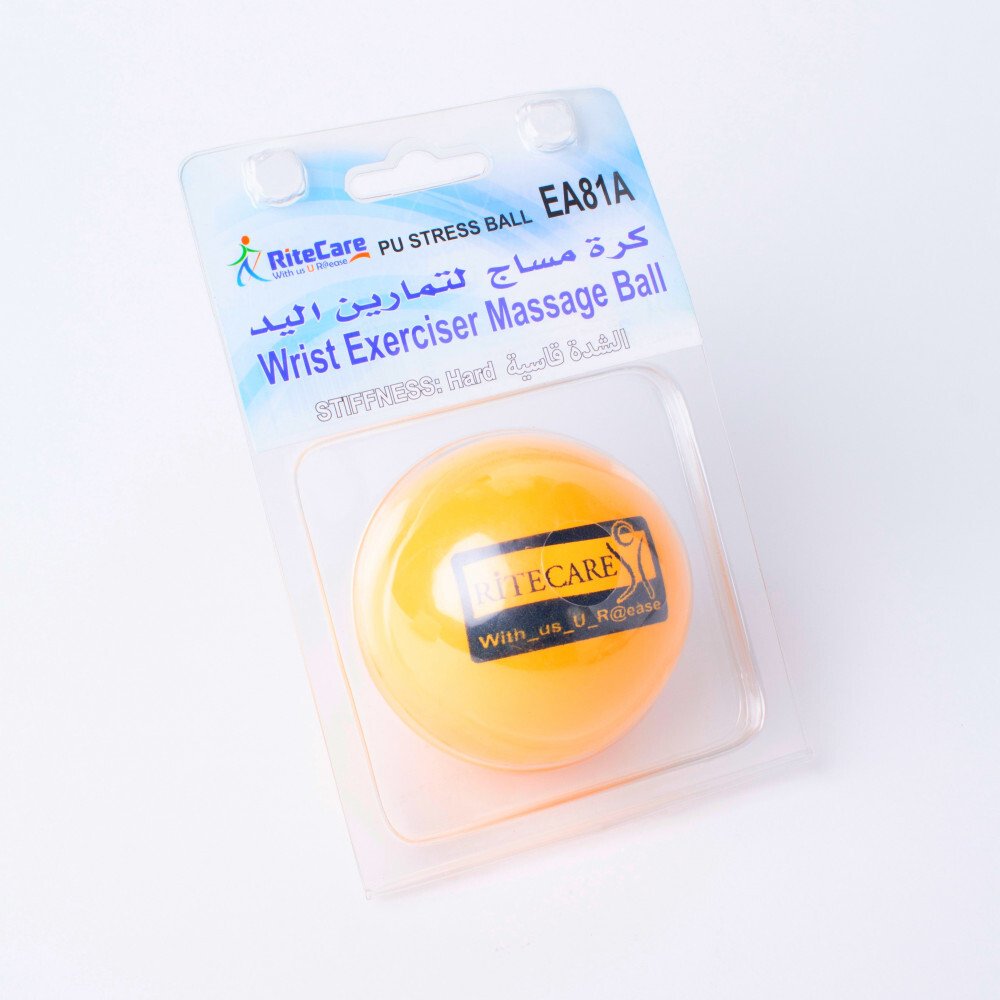 RiteCare PU STRESS BALL EA81A
With us U R@ease
كرة مساج لتمارين اليد
Wrist Exerciser Massage Ball
STIFFNESS: Hard الشدة قاسية
RiTECARE
With_us_U_R@ease